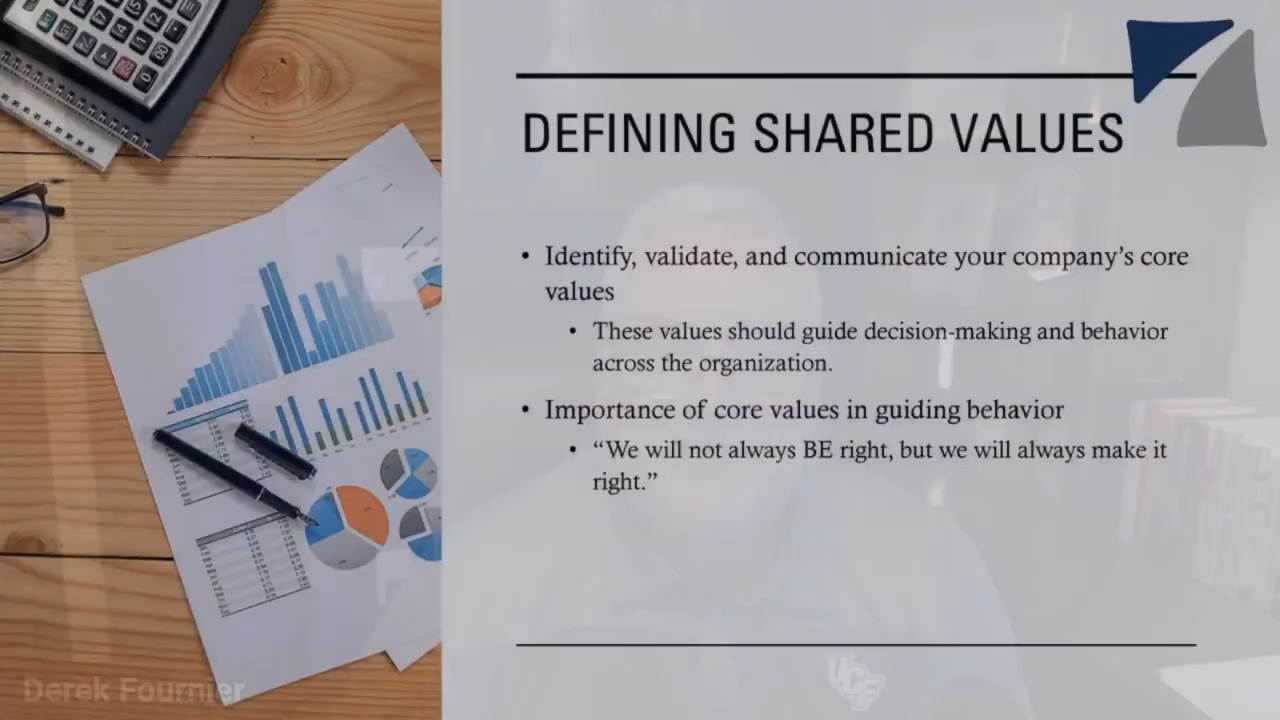 DEFINING SHARED VALUES
• Identify, validate, and communicate your company’s core
values
• These values should guide decision-making and behavior
across the organization.
• Importance of core values in guiding behavior
• “We will not always BE right, but we will always make it
right.”
UCF
Derek Fournier